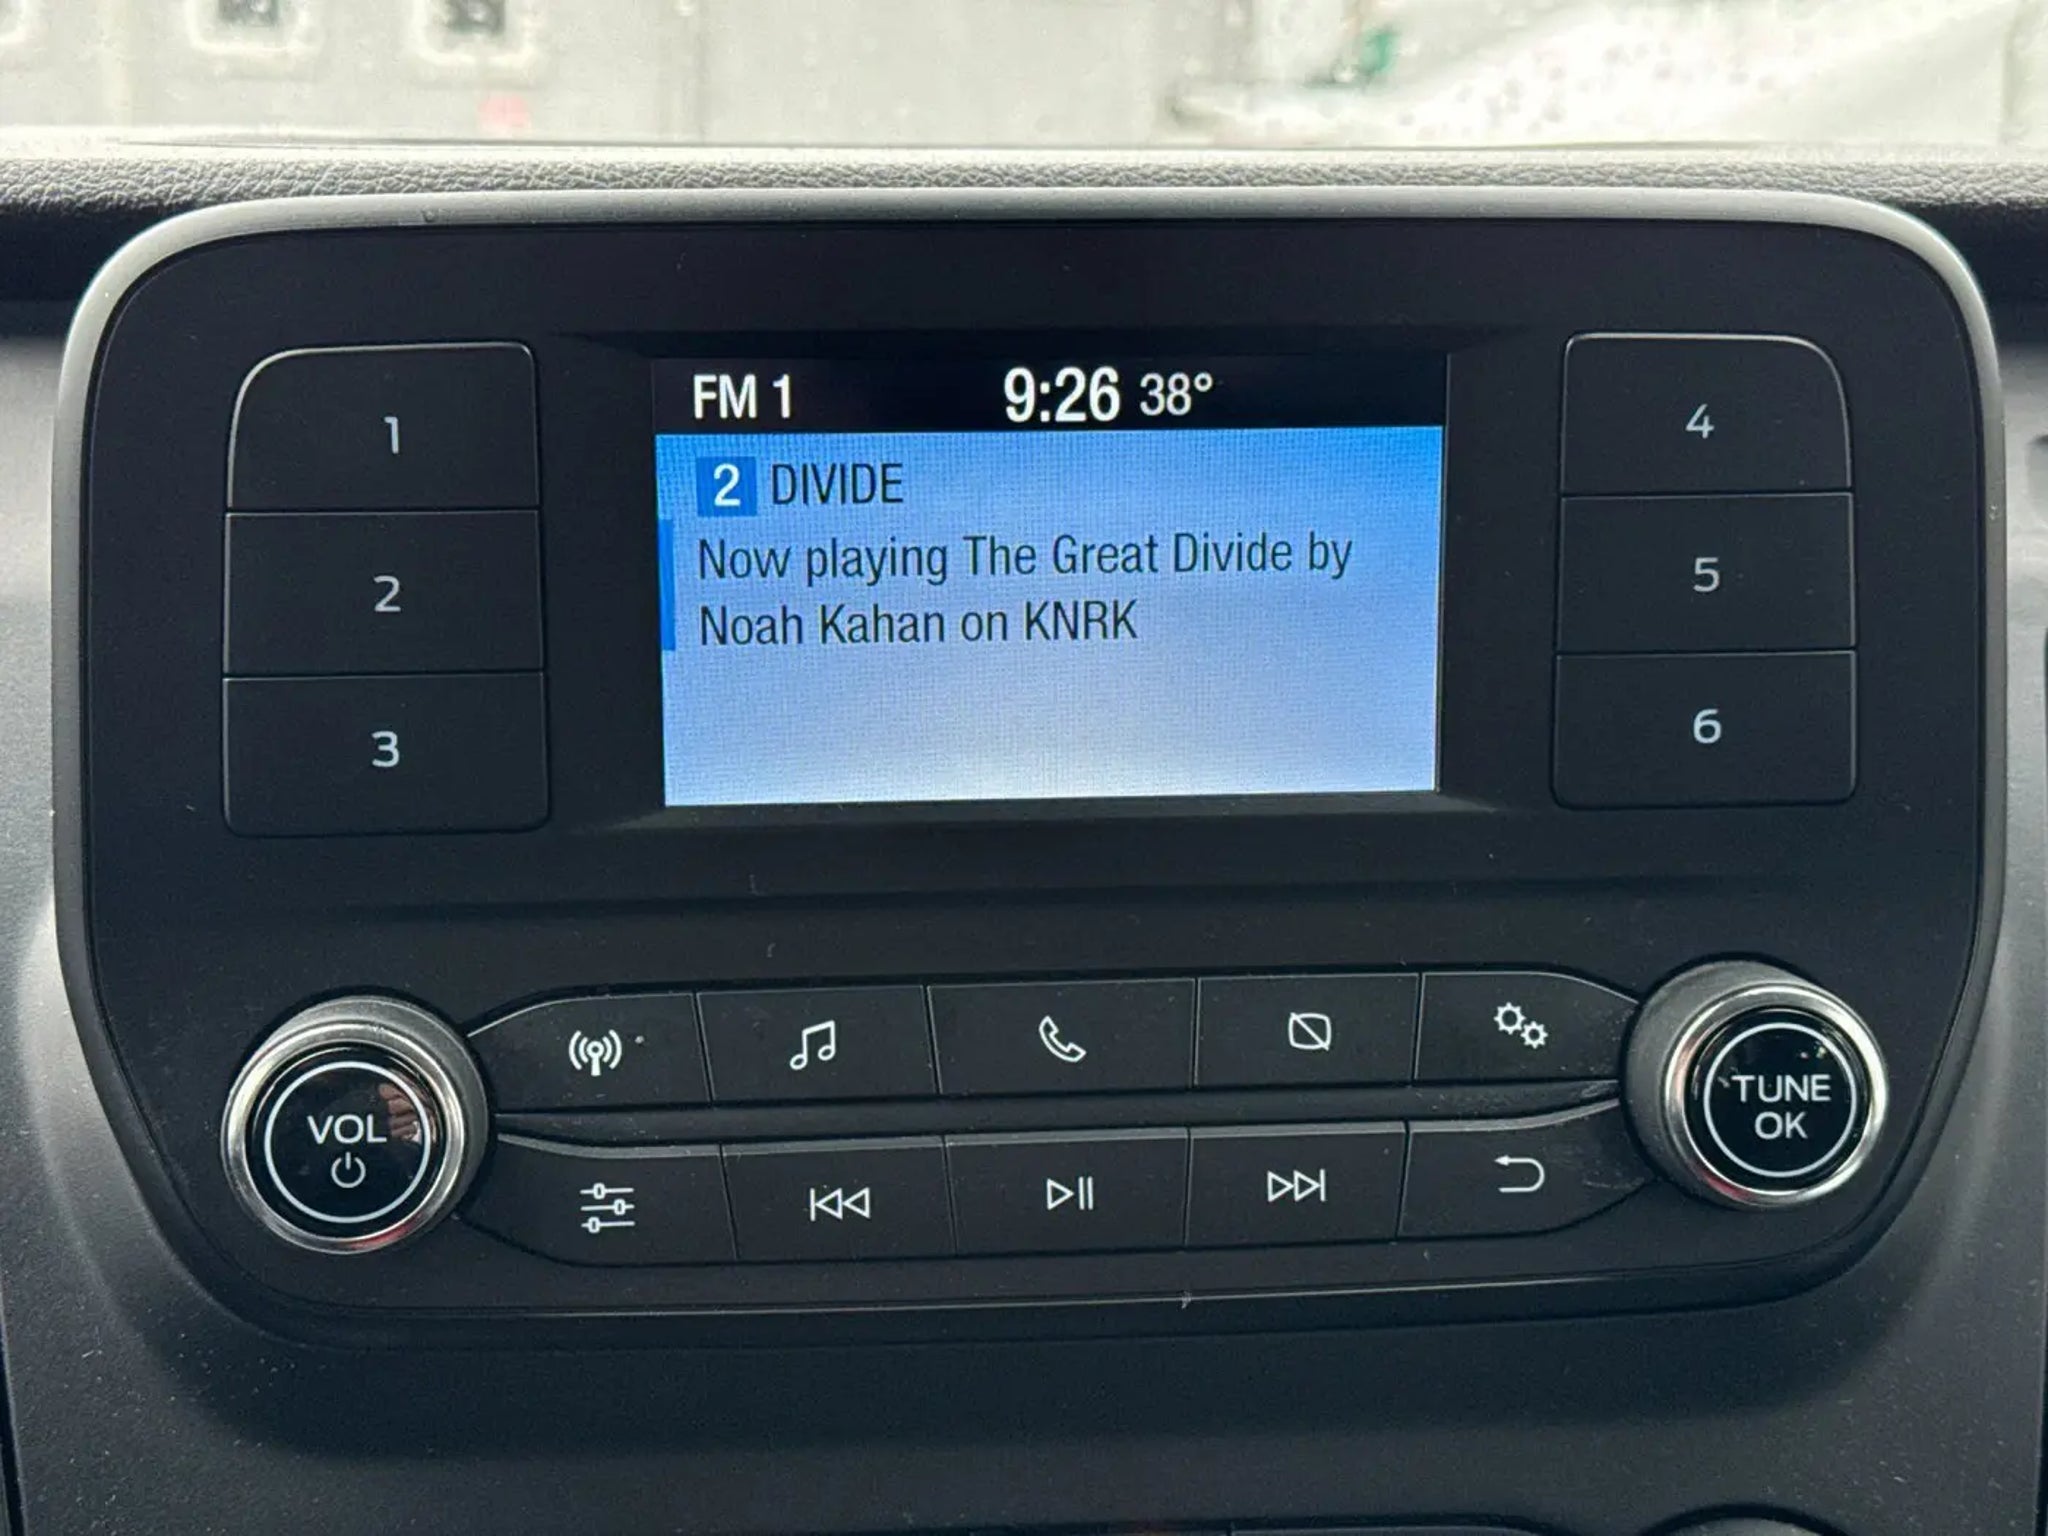 FM 1 9:26 38°
2 DIVIDE
Now playing The Great Divide by
Noah Kahan on KNRK
1
2
3
4
5
6
VOL
TUNE
OK